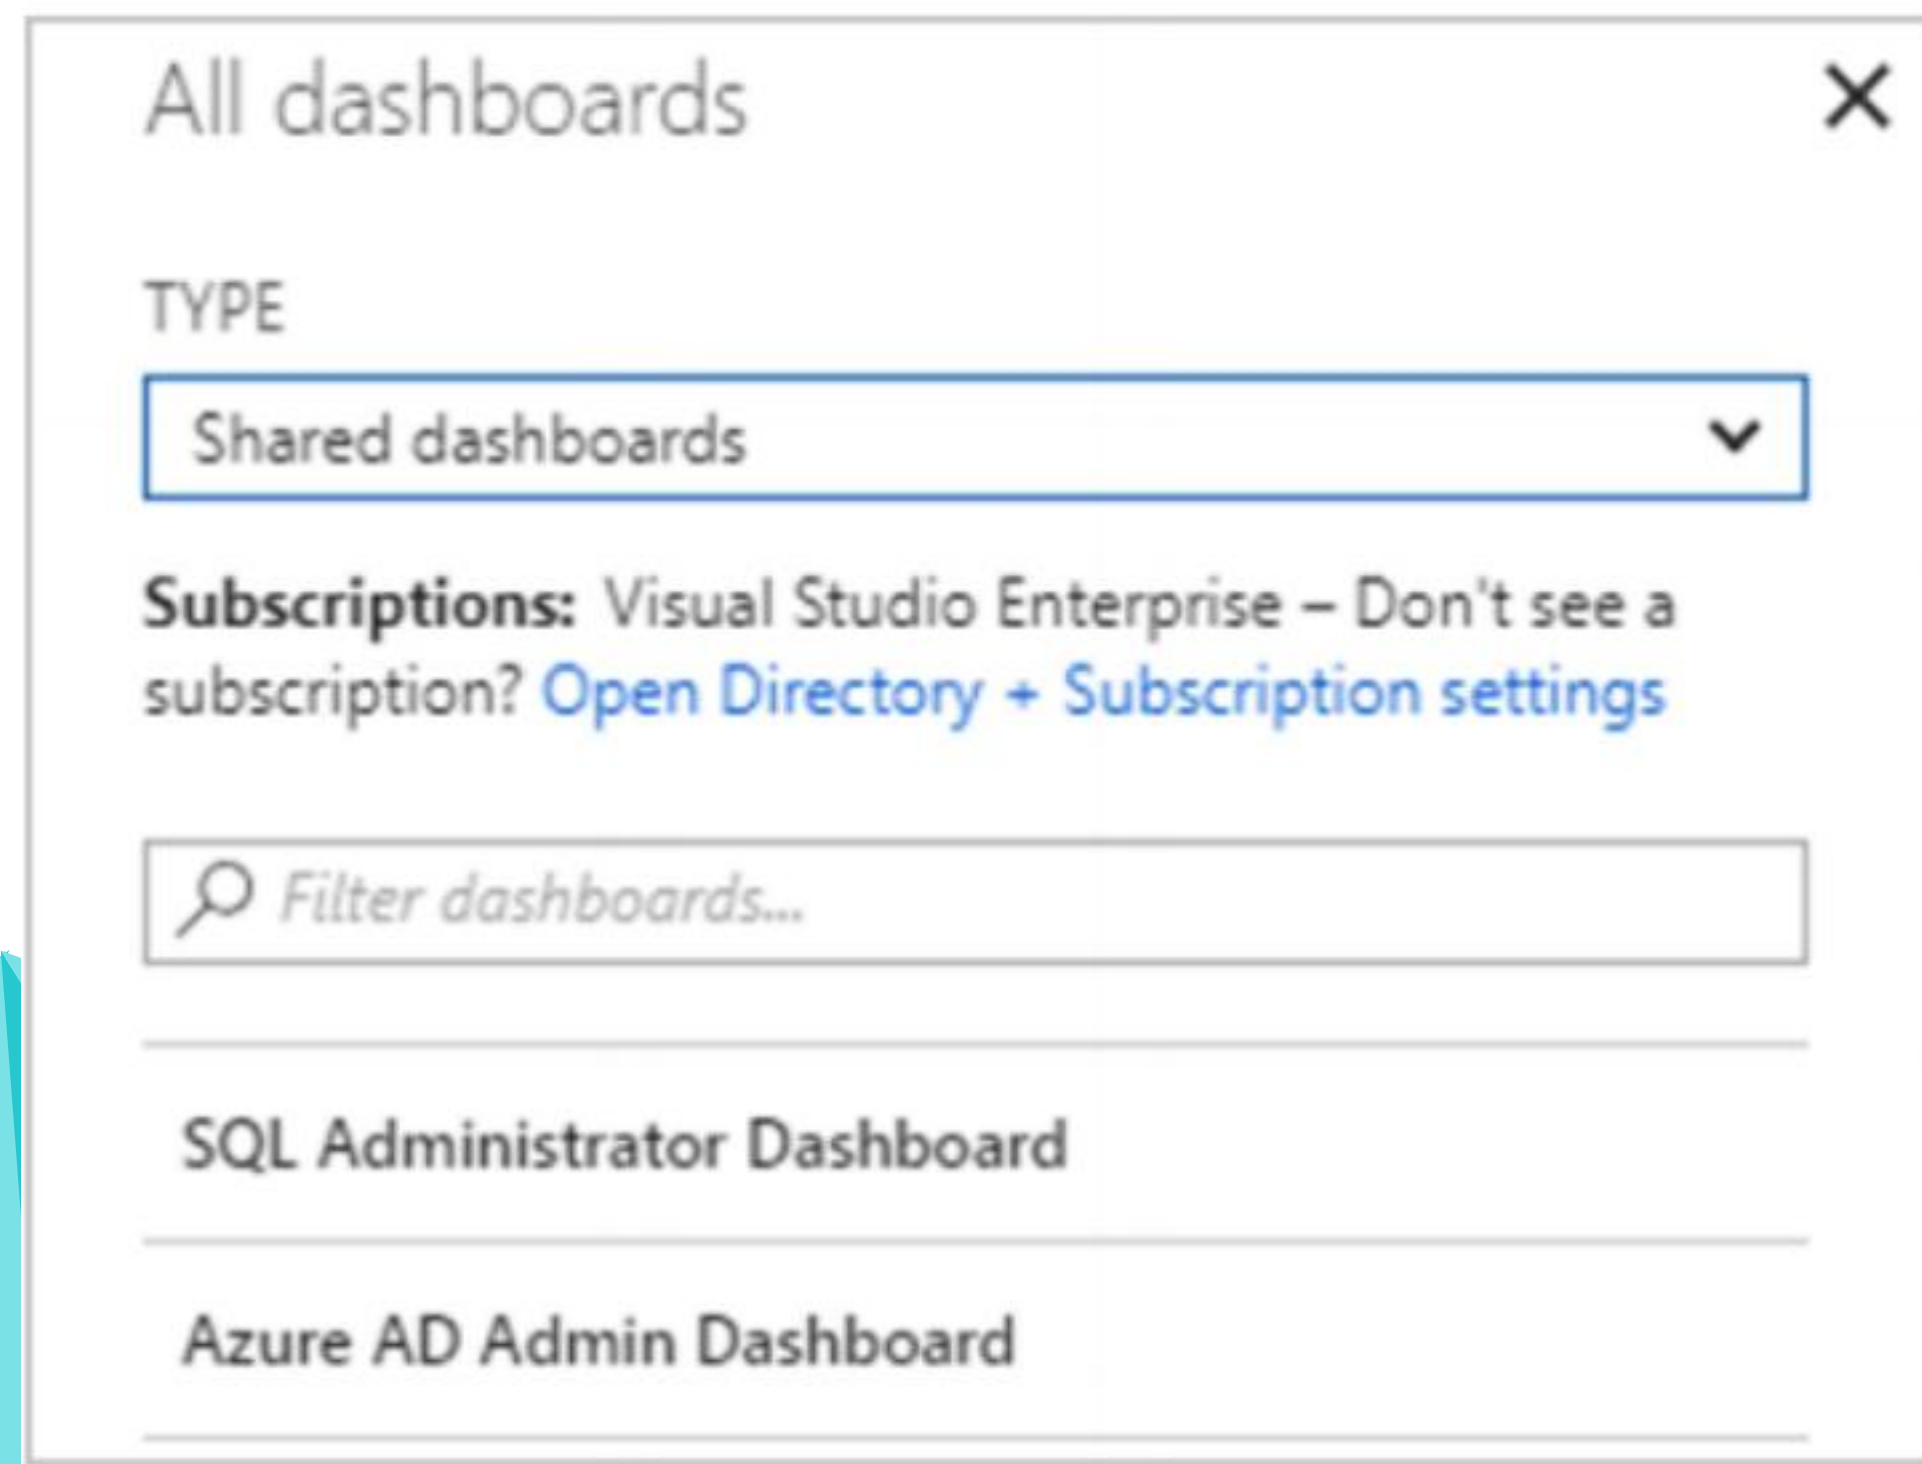 All dashboards
TYPE
Shared dashboards
Subscriptions: Visual Studio Enterprise – Don't see a
subscription? Open Directory + Subscription settings
Filter dashboards...
SQL Administrator Dashboard
Azure AD Admin Dashboard